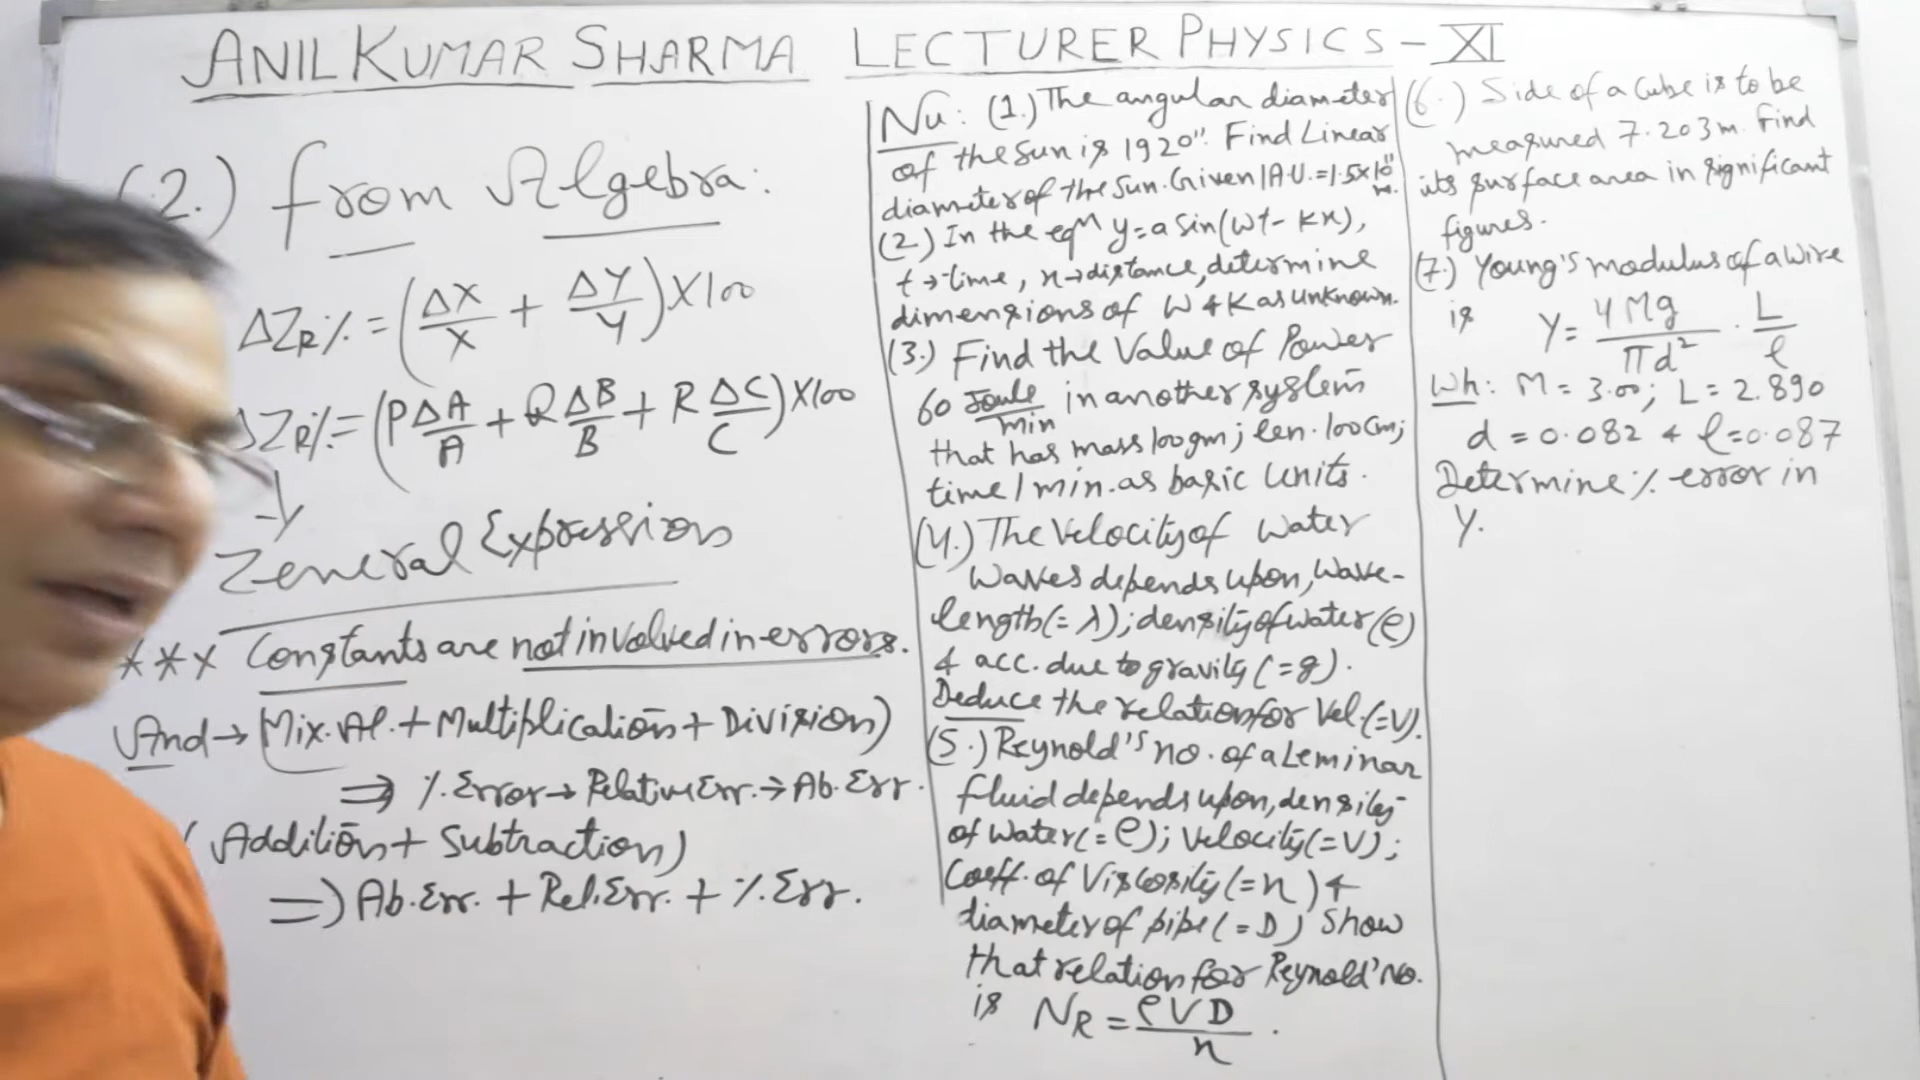 ANIL KUMAR SHARMA LECTURER PHYSICS - XI
(2.) from Algebra:
ΔZR% = (ΔX/X + ΔY/Y) X100
ΔZR% = (PΔA/A + QΔB/B + RΔC/C) X100
Zeneral Expression
*** Constants are not involved in errors.
And → (Mix. Al. + Multiplication + Division)
⇒ %.Error → Relative Err. → Ab. Err.
(Addition + Subtraction)
⇒) Ab. Err. + Rel. Err. + %. Err.
Nu: (1.) The angular diameter
of the Sun is 1920". Find Linear
diameter of the Sun. Given 1A.U. = 1.5x10¹¹ m.
(2.) In the eqn y = a Sin(wt - kx),
t → time, x → distance, determine
dimensions of W & K as unknown.
(3.) Find the Value of Power
60 Joule/min in another system
that has mass 100gm; len. 100Cm;
time 1 min. as basic Units.
(4.) The Velocity of Water
Waves depends upon, Wave-
length (= λ); density of water (ρ)
& acc. due to gravity (= g).
Deduce the relation for Vel. (=V).
(5.) Reynold's no. of a Leminar
fluid depends upon, density
of Water (= ρ); Velocity (= V);
Coeff. of Viscosity (= η) &
diameter of pipe (= D) Show
that relation for Reynold' No.
is NR = ρVD/η.
(6.) Side of a Cube is to be
measured 7.203m. Find
its surface area in significant
figures.
(7.) Young's modulus of a Wire
is Y = 4Mg/πd² · L/ℓ
Wh: M = 3.00; L = 2.890
d = 0.082 & ℓ = 0.087
Determine % error in
Y.